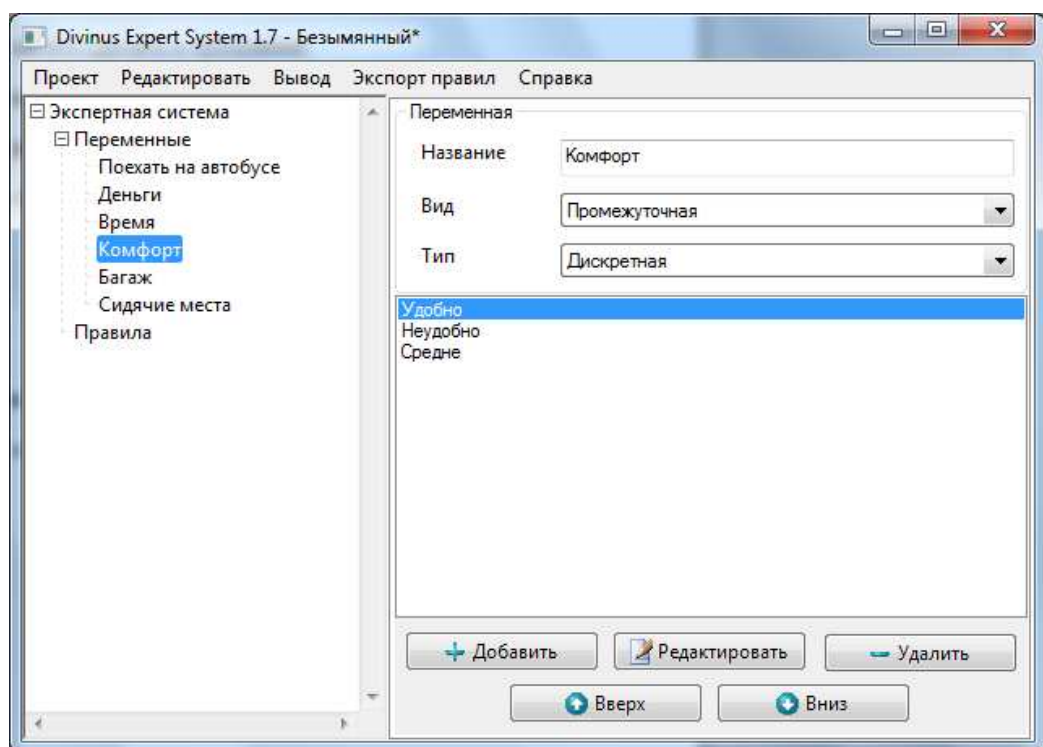 Divinus Expert System 1.7 - Безымянный*
Проект Редактировать Вывод Экспорт правил Справка
Экспертная система
Переменные
Поехать на автобусе
Деньги
Время
Комфорт
Багаж
Сидячие места
Правила
Переменная
Название Комфорт
Вид Промежуточная
Тип Дискретная
Удобно
Неудобно
Средне
Добавить Редактировать Удалить
Вверх Вниз